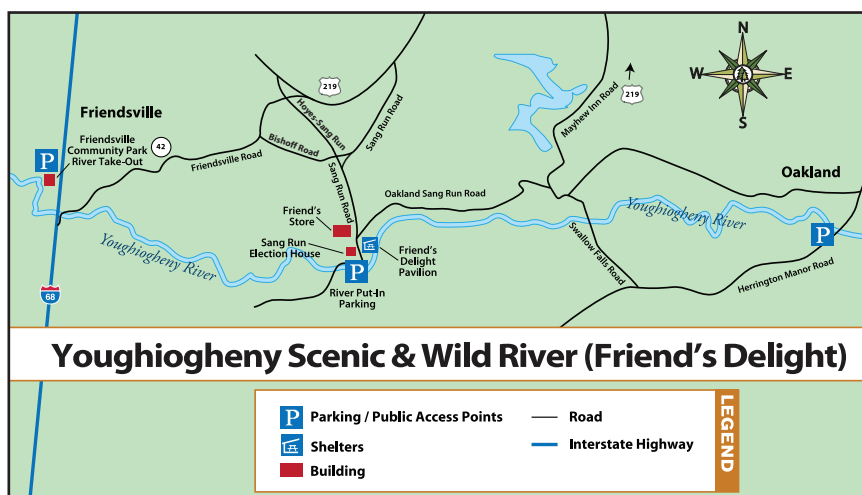 N
W E
S
219
219
Hoyes-Sang Run
Sang Run Road
Mayhew Inn Road
Friendsville
Friendsville
Community Park
River Take-Out
P
42
Friendsville Road
Bishoff Road
Sang Run Road
Oakland Sang Run Road
Oakland
Youghiogheny River
P
Friend's
Store
Sang Run
Election House
Friend's
Delight
Pavilion
P
River Put-In
Parking
Swallow Falls Road
Herrington Manor Road
Youghiogheny River
68
Youghiogheny Scenic & Wild River (Friend's Delight)
P Parking / Public Access Points
Shelters
Building
Road
Interstate Highway
LEGEND